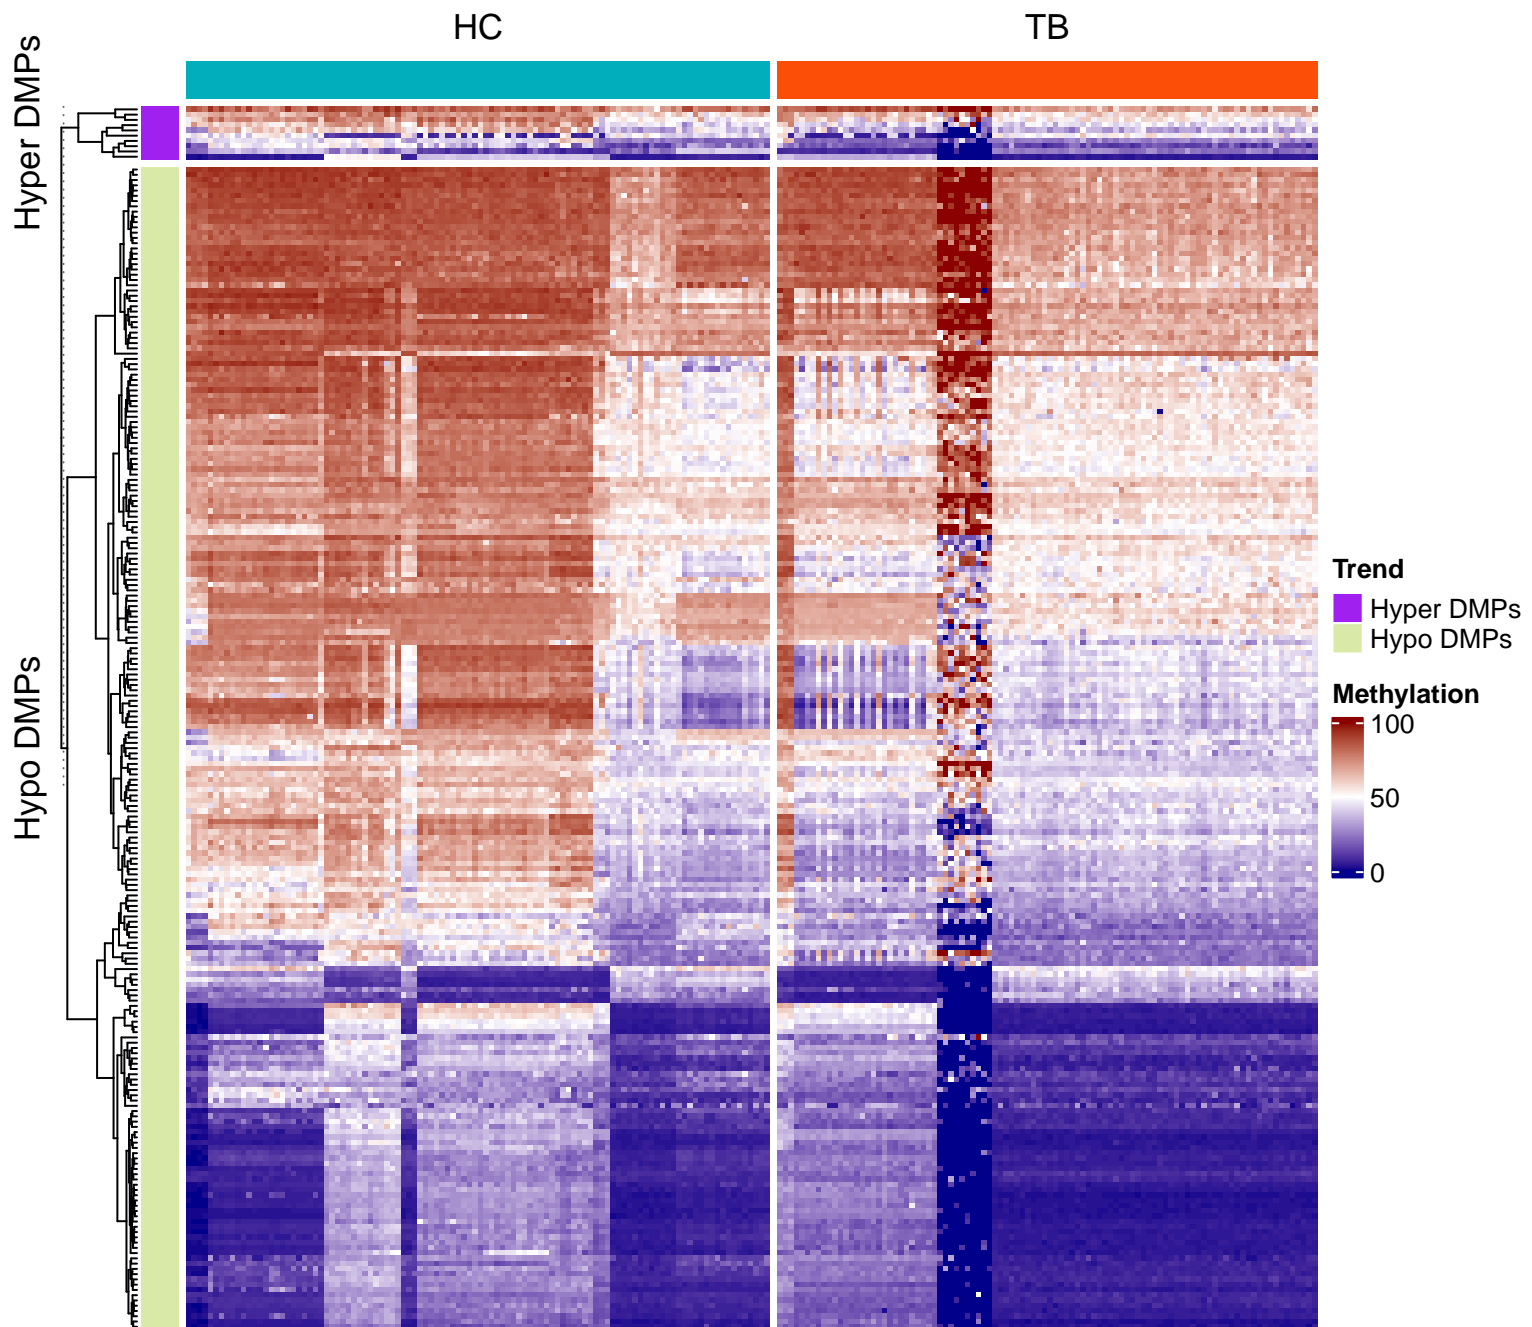 HC
TB
Hyper DMPs
Hypo DMPs
Trend
Hyper DMPs
Hypo DMPs
Methylation
100
50
0